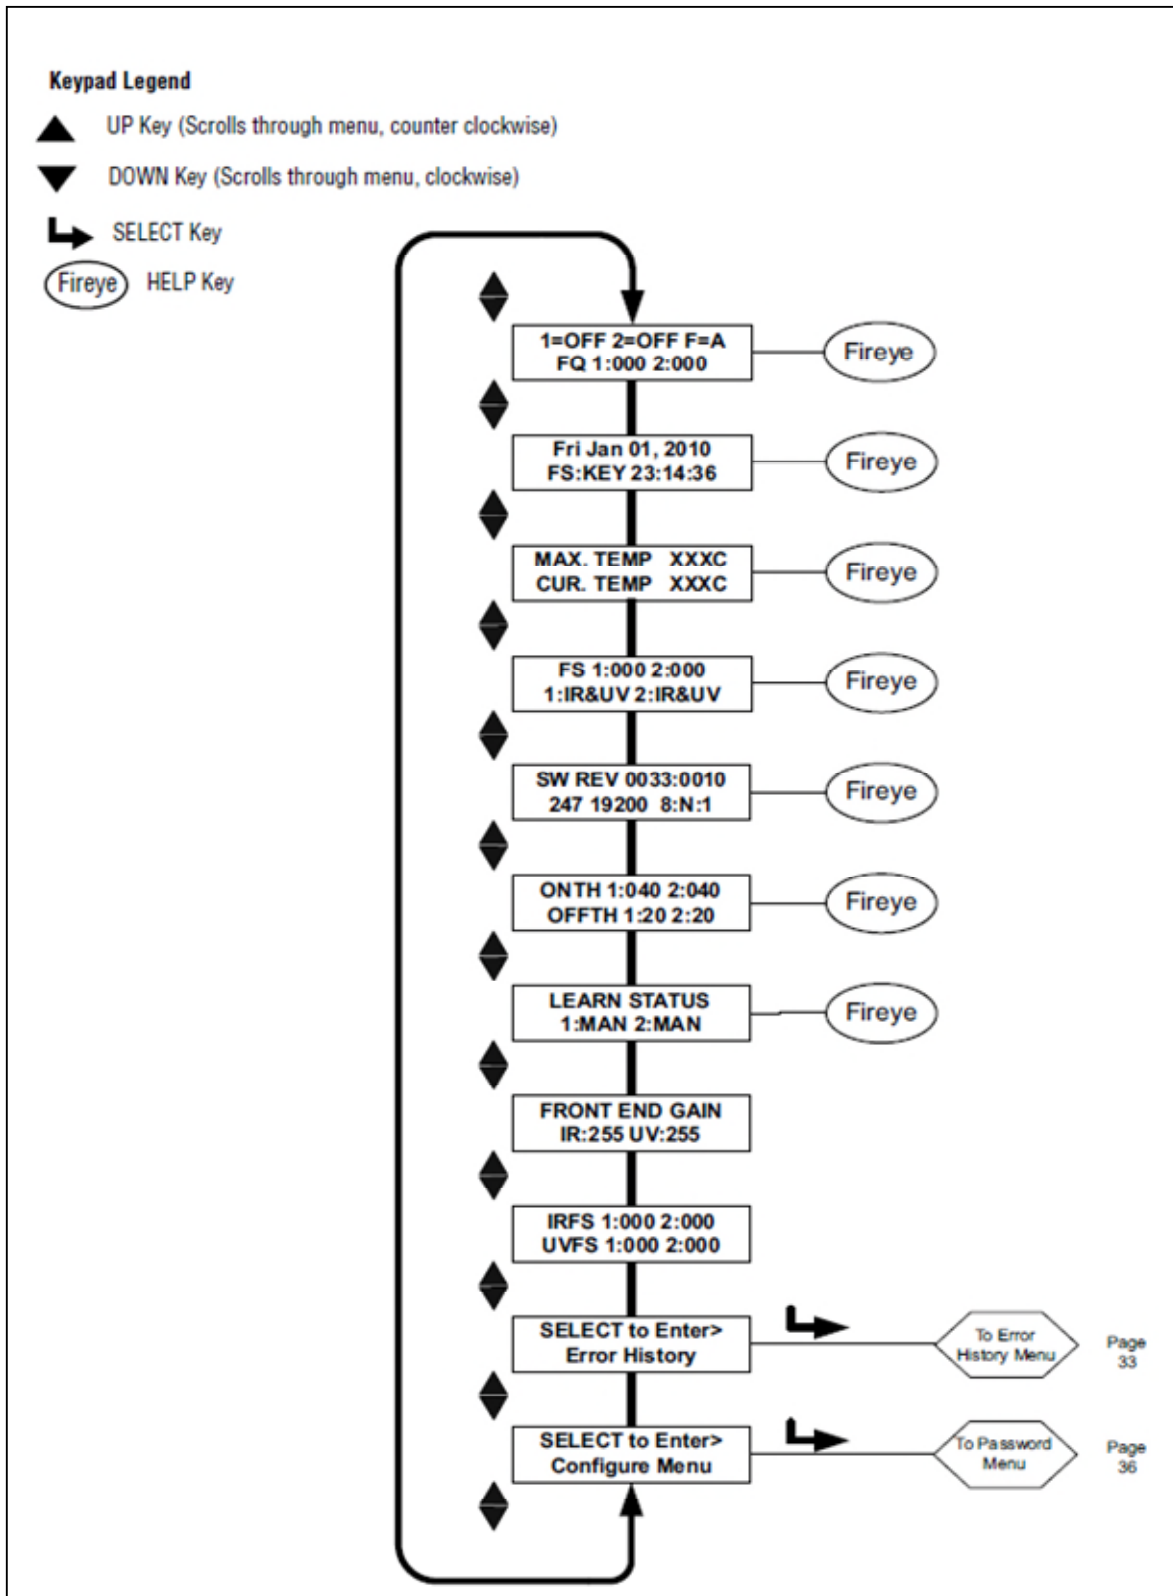 Keypad Legend
UP Key (Scrolls through menu, counter clockwise)
DOWN Key (Scrolls through menu, clockwise)
SELECT Key
Fireye HELP Key
1=OFF 2=OFF F=A
FQ 1:000 2:000
Fireye
Fri Jan 01, 2010
FS:KEY 23:14:36
Fireye
MAX. TEMP XXXC
CUR. TEMP XXXC
Fireye
FS 1:000 2:000
1:IR&UV 2:IR&UV
Fireye
SW REV 0033:0010
247 19200 8:N:1
Fireye
ONTH 1:040 2:040
OFFTH 1:20 2:20
Fireye
LEARN STATUS
1:MAN 2:MAN
Fireye
FRONT END GAIN
IR:255 UV:255
IRFS 1:000 2:000
UVFS 1:000 2:000
SELECT to Enter>
Error History
To Error
History Menu
Page
33
SELECT to Enter>
Configure Menu
To Password
Menu
Page
36